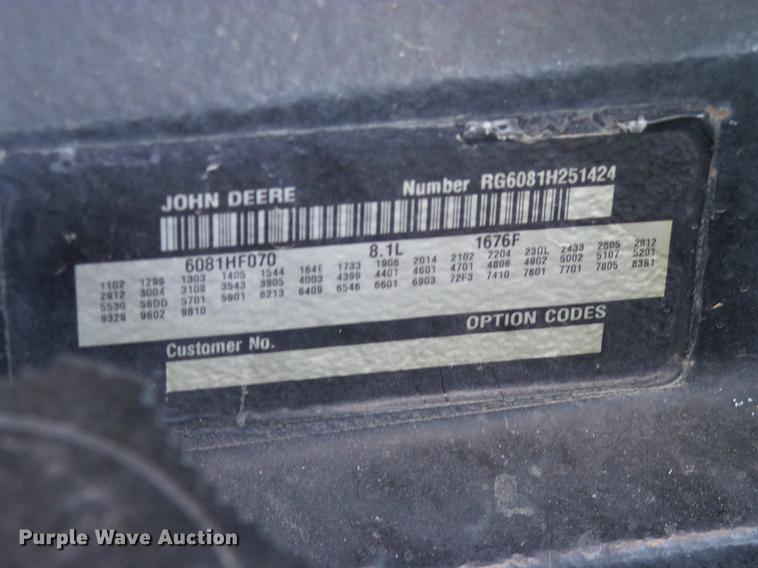 JOHN DEERE Number RG6081H251424
6081HF070 8.1L 1676F
1102 1299 1303 1405 1544 164E 1733 1906 2014 2102 2204 230L 2433 2605 2812
2912 3004 3108 3543 3905 4003 4399 4401 4601 4701 4806 4902 5002 5107 5201
5530 56DD 5701 5901 6213 6409 6546 6601 6903 72F3 7410 7601 7701 7805 8361
9328 9602 9810
OPTION CODES
Customer No.
Purple Wave Auction